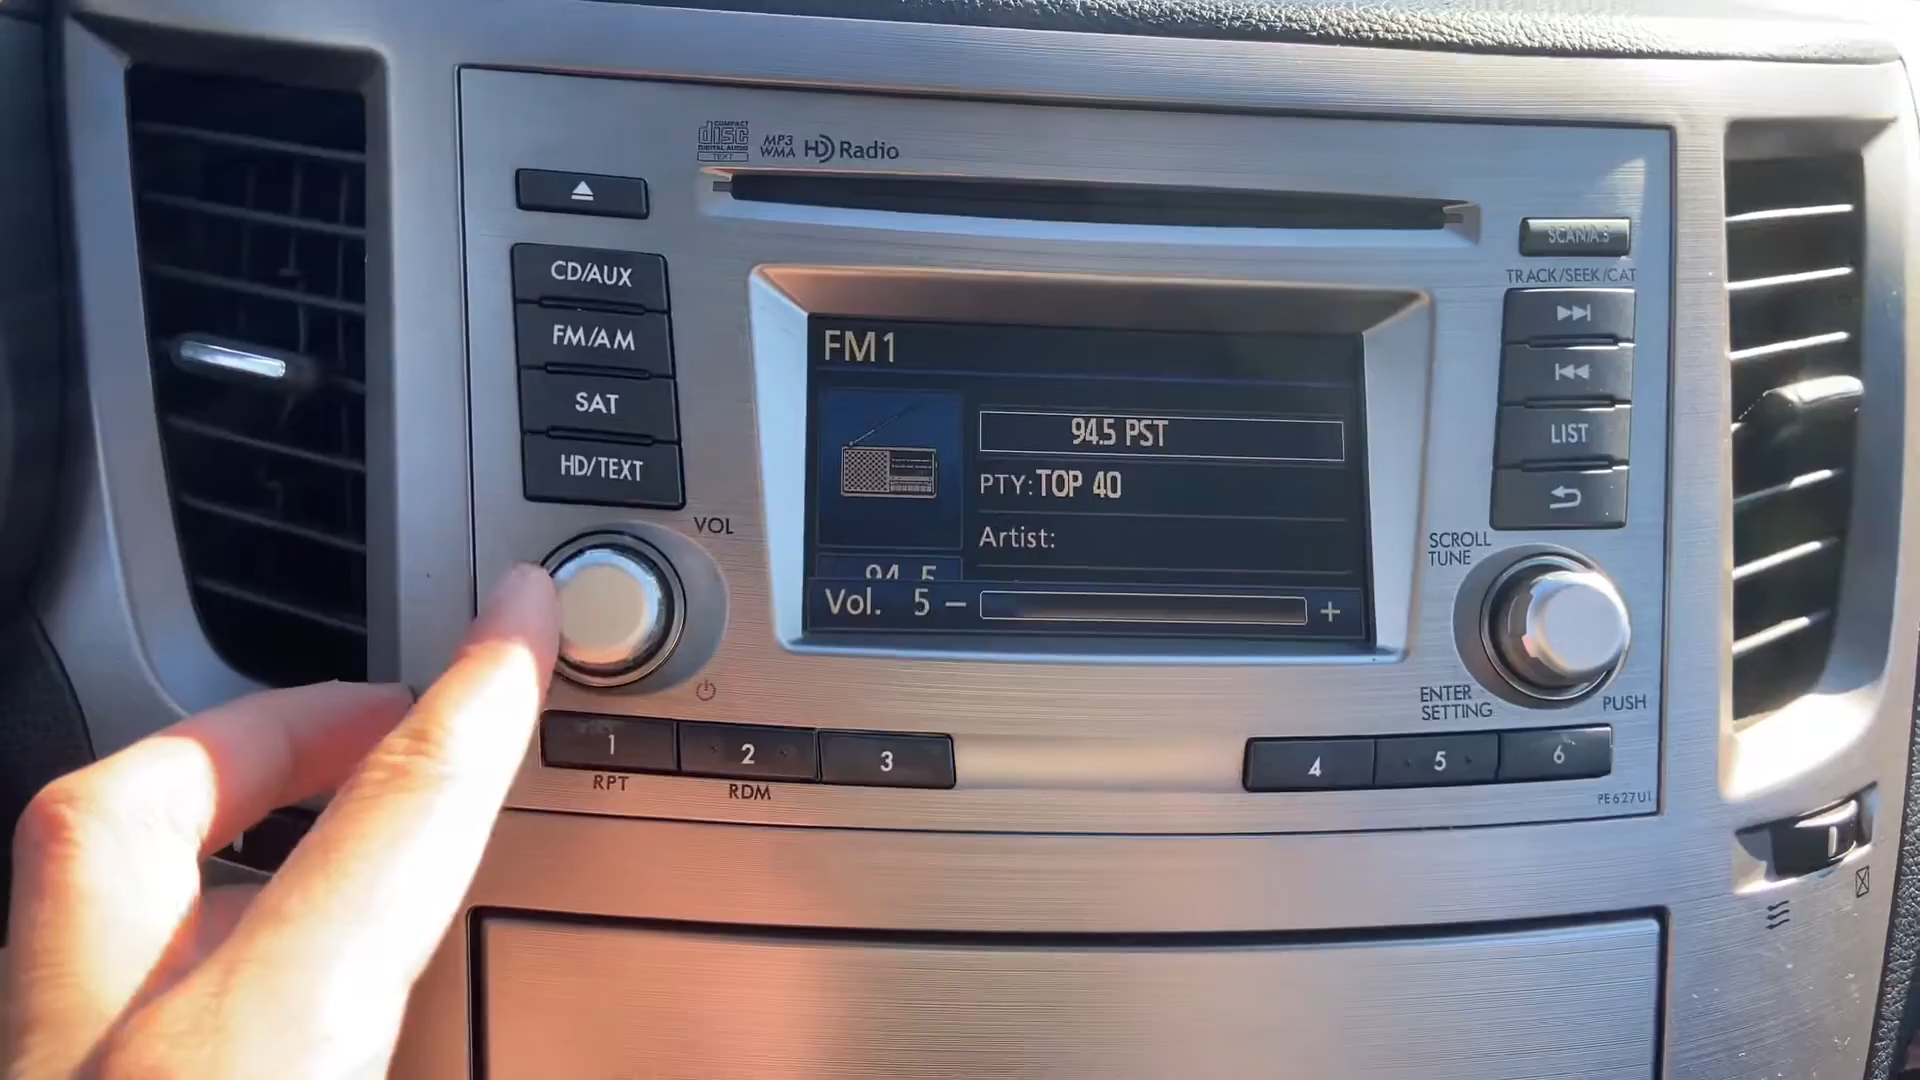 COMPACT
disc
DIGITAL AUDIO
TEXT
MP3
WMA
HD Radio
SCAN/A.S
TRACK/SEEK/CAT
CD/AUX
FM/AM
SAT
HD/TEXT
LIST
VOL
FM1
94.5 PST
PTY: TOP 40
Artist:
94.5
Vol. 5 – +
SCROLL
TUNE
ENTER
SETTING
PUSH
1
2
3
4
5
6
RPT
RDM
PE627U1